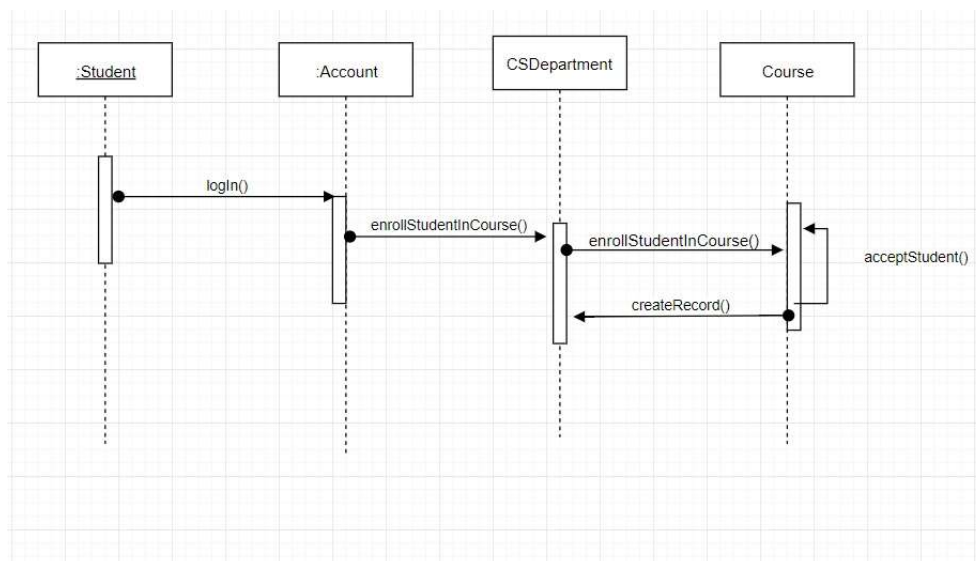 :Student
:Account
CSDepartment
Course
logIn()
enrollStudentInCourse()
enrollStudentInCourse()
acceptStudent()
createRecord()